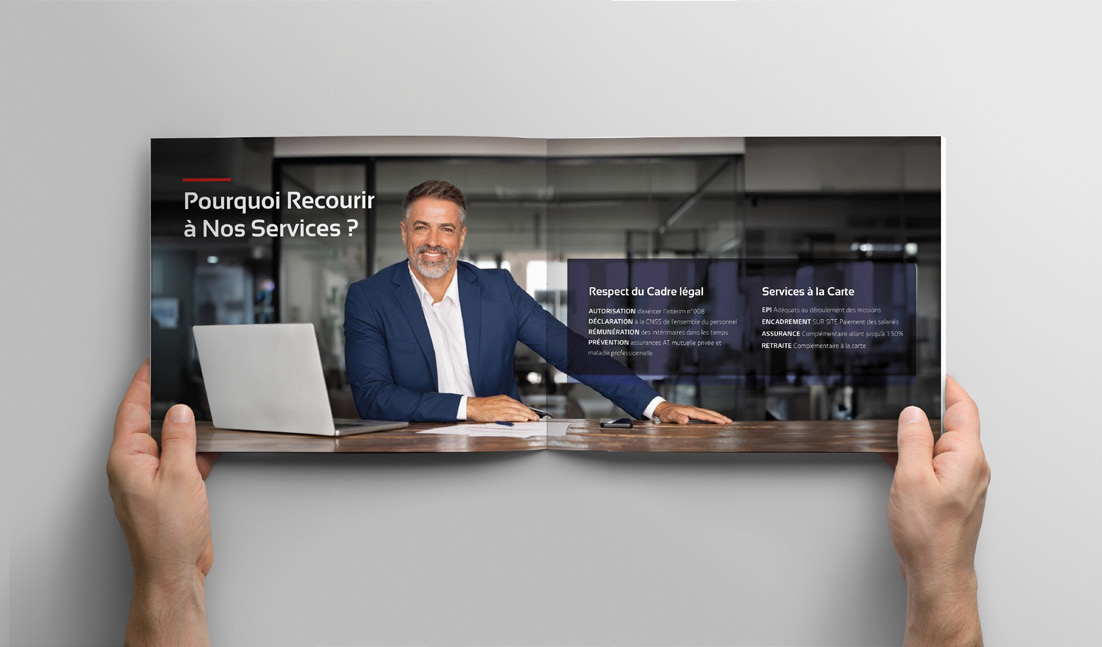 Pourquoi Recourir
à Nos Services ?
Respect du Cadre légal
AUTORISATION d'exércer l'interim n°008
DÉCLARATION à la CNSS de l'ensemble du personnel
RÉMUNÉRATION des intérimaires dans les temps
PRÉVENTION assurances AT mutuelle privée et
maladie professionnelle
Services à la Carte
EPI Adéquats au déroulement des missions
ENCADREMENT SUR SITE Paiement des salariés
ASSURANCE Complémentaire allant jusqu'à 150%
RETRAITE Complémentaire à la carte